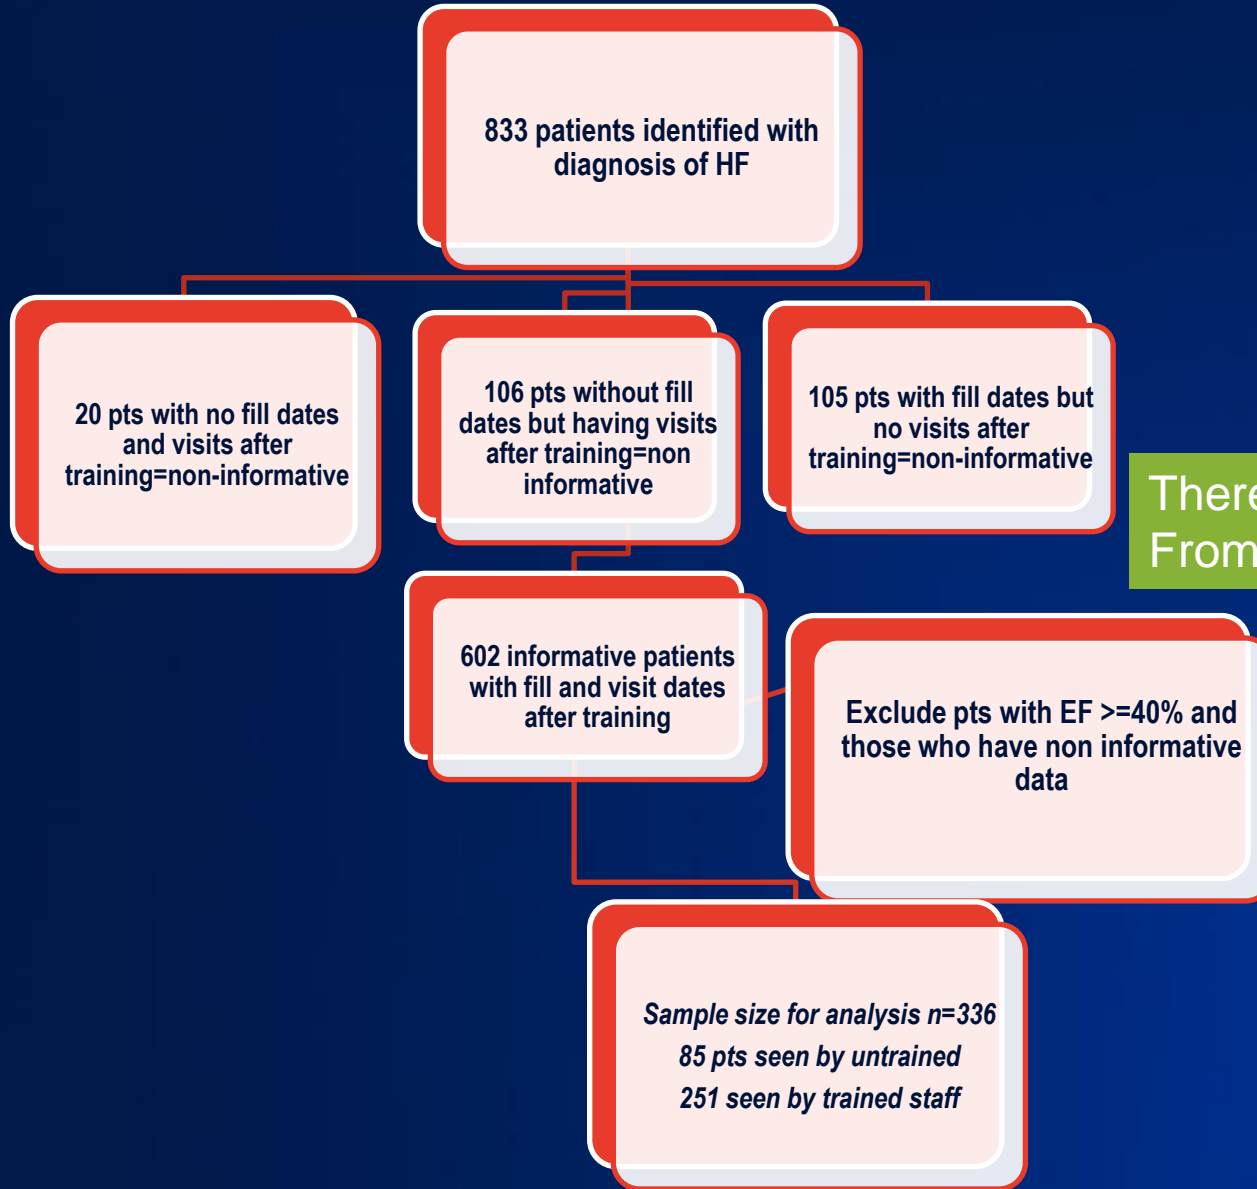 833 patients identified with
diagnosis of HF
20 pts with no fill dates
and visits after
training=non-informative
106 pts without fill
dates but having visits
after training=non
informative
105 pts with fill dates but
no visits after
training=non-informative
There
From
602 informative patients
with fill and visit dates
after training
Exclude pts with EF >=40% and
those who have non informative
data
Sample size for analysis n=336
85 pts seen by untrained
251 seen by trained staff